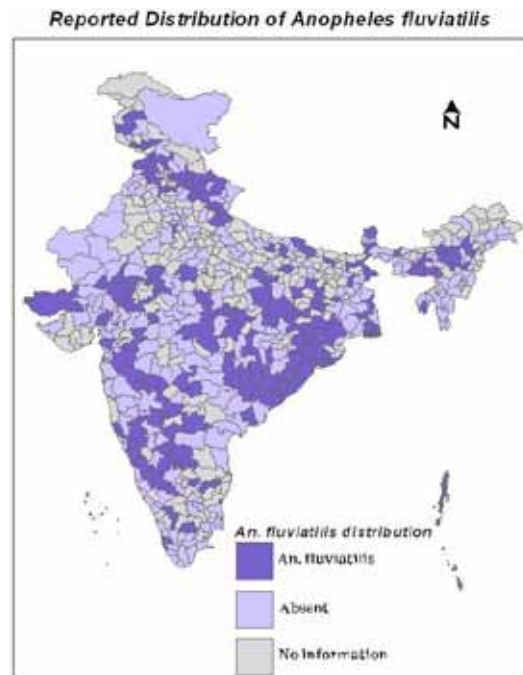 Reported Distribution of Anopheles fluviatilis
N
An. fluviatilis distribution
An. fluviatilis
Absent
No information